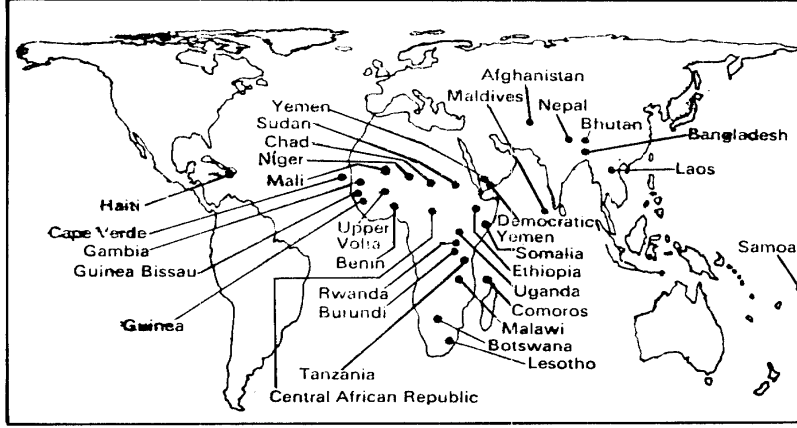 Afghanistan
Yemen
Maldives
Nepal
Sudan
Bhutan
Chad
Bangladesh
Niger
Laos
Mali
Haiti
Cape Verde
Gambia
Guinea Bissau
Guinea
Upper
Volta
Benin
Democratic
Yemen
Somalia
Ethiopia
Uganda
Samoa
Rwanda
Burundi
Comoros
Malawi
Botswana
Lesotho
Tanzania
Central African Republic